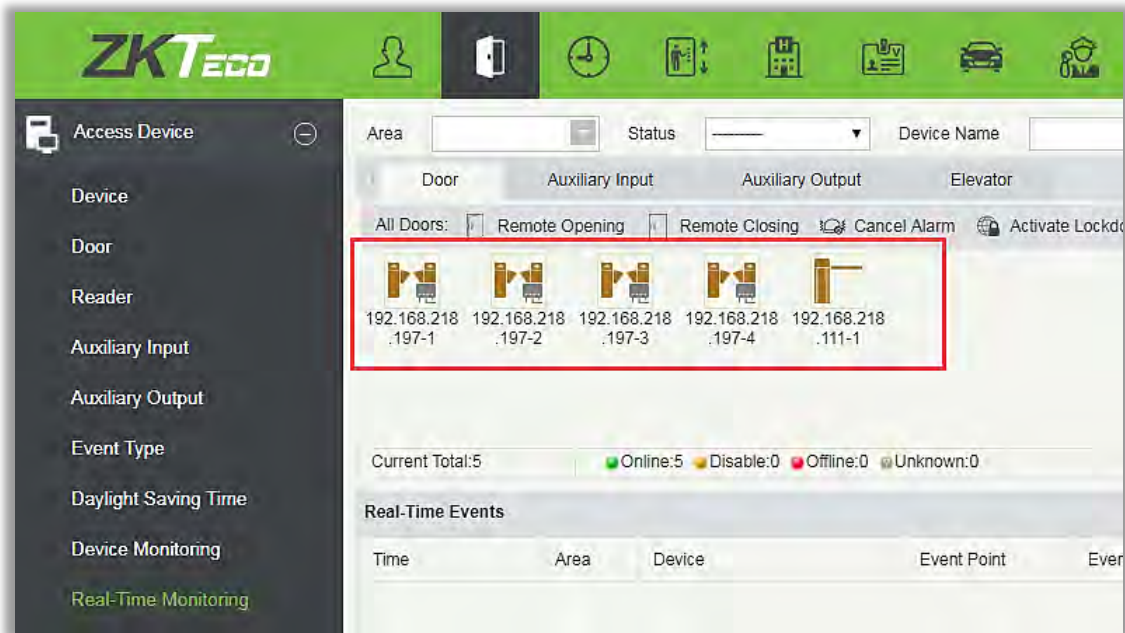 ZKTECO
Access Device
Device
Door
Reader
Auxiliary Input
Auxiliary Output
Event Type
Daylight Saving Time
Device Monitoring
Real-Time Monitoring
Area Status --------- Device Name
Door Auxiliary Input Auxiliary Output Elevator
All Doors: Remote Opening Remote Closing Cancel Alarm Activate Lockdo
192.168.218 192.168.218 192.168.218 192.168.218 192.168.218
.197-1 .197-2 .197-3 .197-4 .111-1
Current Total:5 Online:5 Disable:0 Offline:0 Unknown:0
Real-Time Events
Time Area Device Event Point Ever